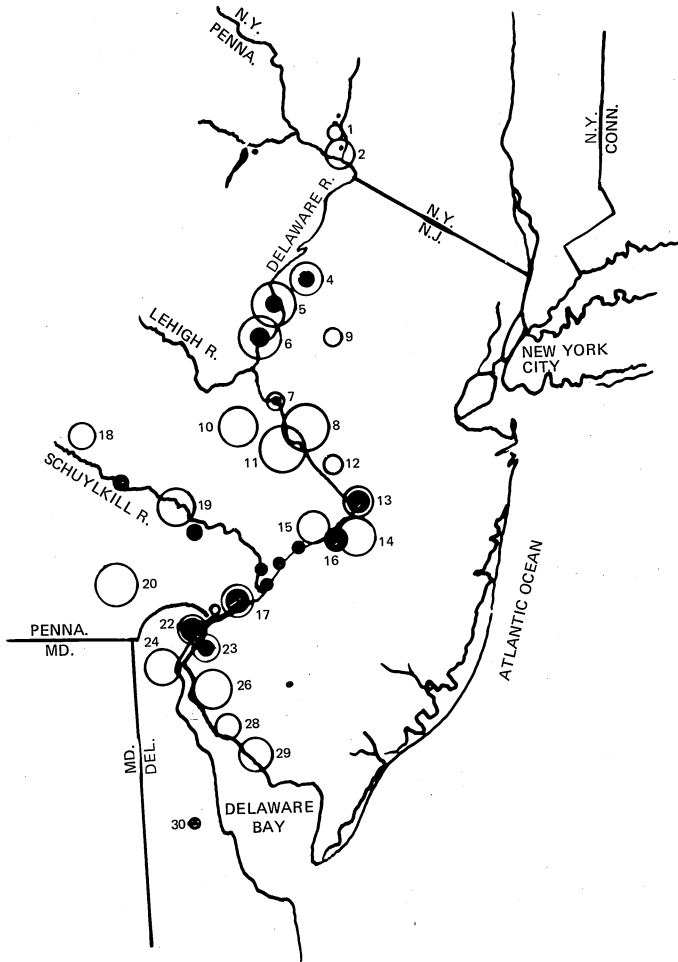 N.Y.
PENNA.
N.Y.
CONN.
1
2
DELAWARE R.
N.Y.
N.J.
4
5
LEHIGH R.
6
9
NEW YORK
CITY
7
10
8
11
18
12
SCHUYLKILL R.
19
13
15
14
16
20
17
ATLANTIC OCEAN
PENNA.
MD.
22
23
24
26
28
29
MD.
DEL.
DELAWARE
BAY
30